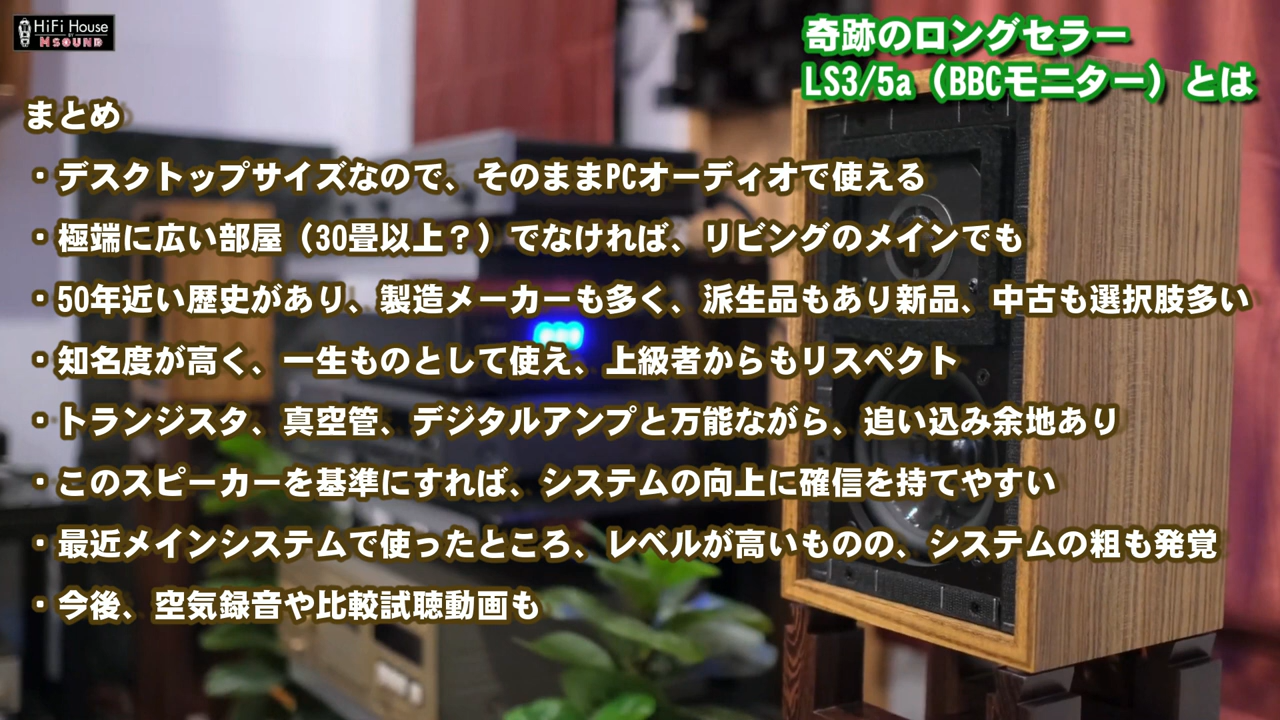 HiFi House
BY
MSOUND
奇跡のロングセラー
LS3/5a（BBCモニター）とは
まとめ
・デスクトップサイズなので、そのままPCオーディオで使える
・極端に広い部屋（30畳以上？）でなければ、リビングのメインでも
・50年近い歴史があり、製造メーカーも多く、派生品もあり新品、中古も選択肢多い
・知名度が高く、一生ものとして使え、上級者からもリスペクト
・トランジスタ、真空管、デジタルアンプと万能ながら、追い込み余地あり
・このスピーカーを基準にすれば、システムの向上に確信を持てやすい
・最近メインシステムで使ったところ、レベルが高いものの、システムの粗も発覚
・今後、空気録音や比較試聴動画も